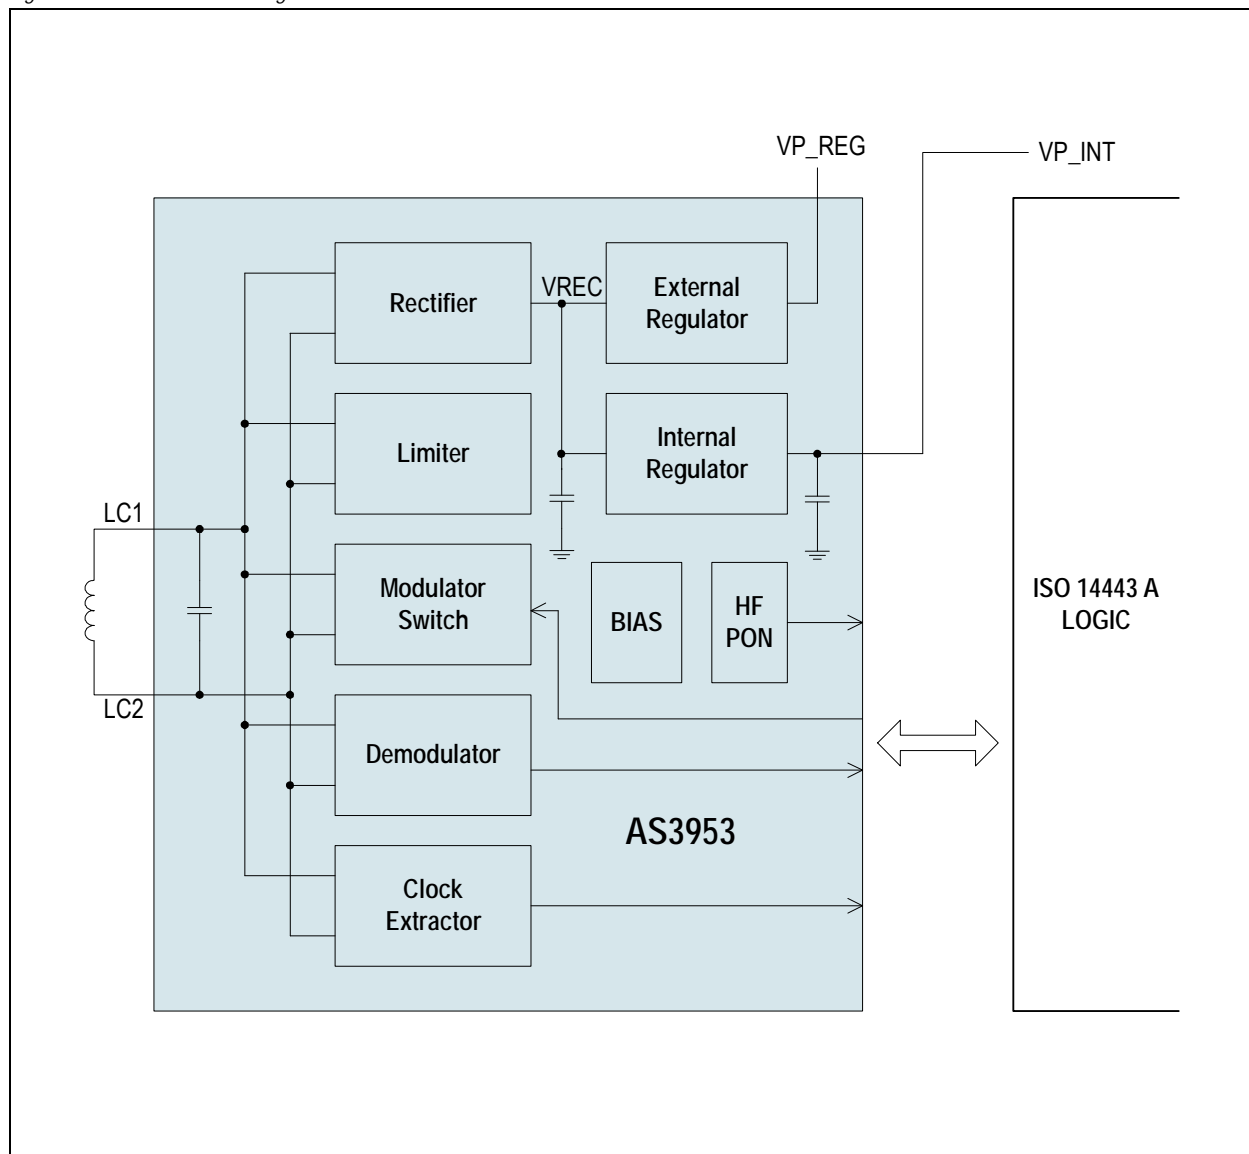 VP_REG
VP_INT
Rectifier
VREC
External
Regulator
Limiter
Internal
Regulator
LC1
Modulator
Switch
BIAS
HF
PON
ISO 14443 A
LOGIC
LC2
Demodulator
AS3953
Clock
Extractor